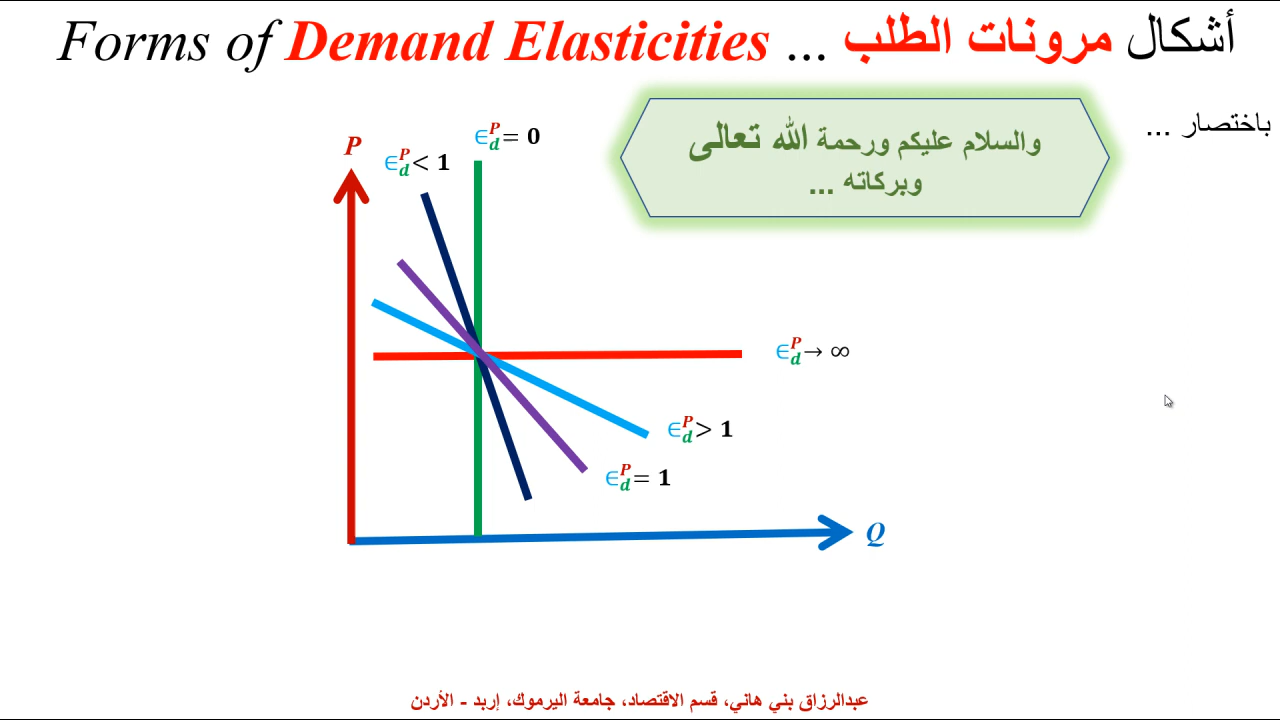 Forms of Demand Elasticities ... أشكال مرونات الطلب
باختصار ...
والسلام عليكم ورحمة الله تعالى
وبركاته ...
P
∈dᴾ = 0
∈dᴾ < 1
∈dᴾ → ∞
∈dᴾ > 1
∈dᴾ = 1
Q
عبدالرزاق بني هاني، قسم الاقتصاد، جامعة اليرموك، إربد - الأردن